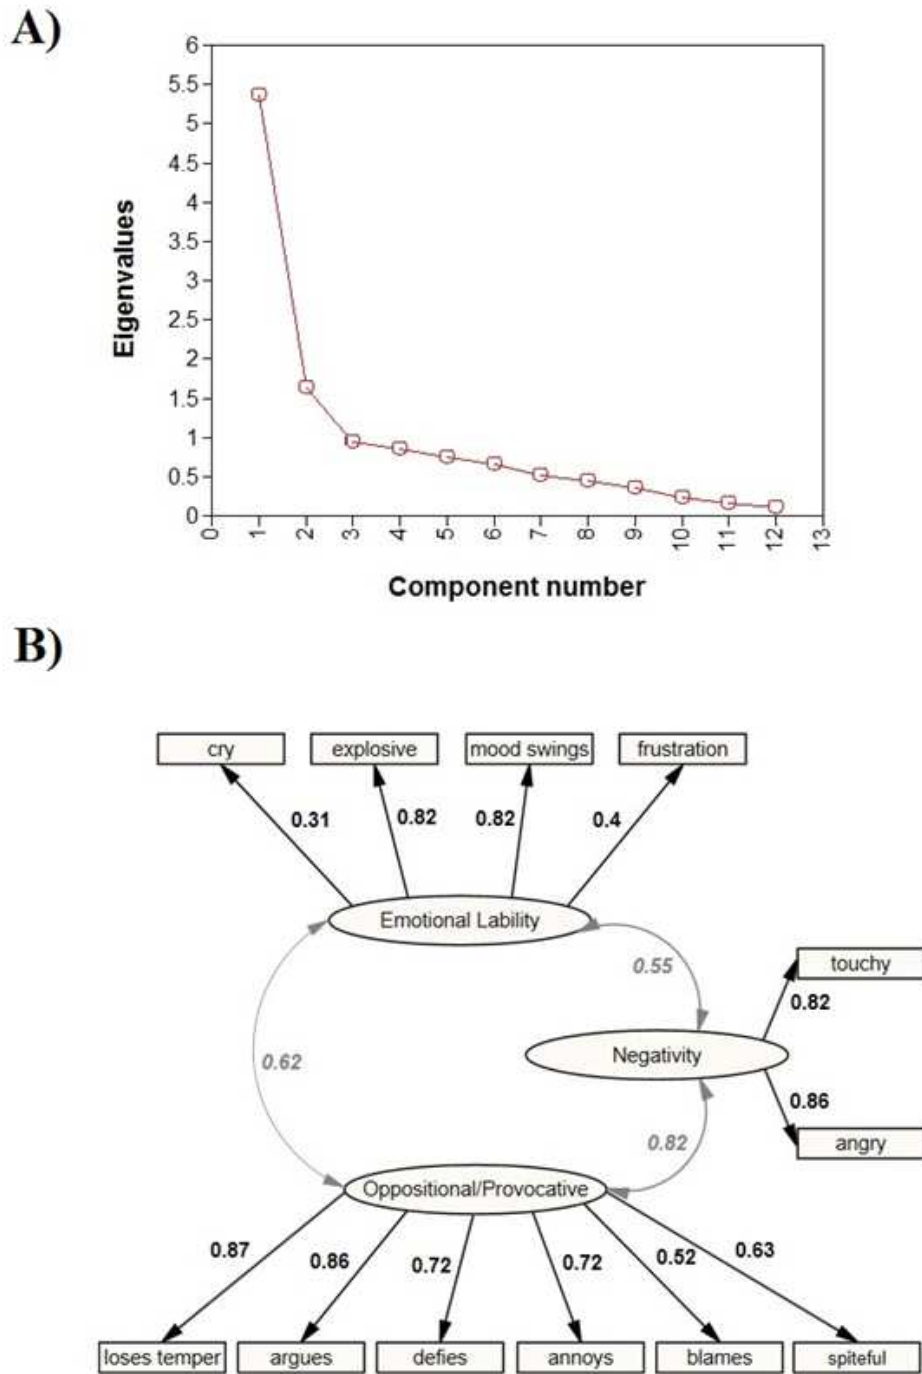 A)
6
5.5
5
4.5
4
3.5
3
2.5
2
1.5
1
0.5
0
Eigenvalues
0 1 2 3 4 5 6 7 8 9 10 11 12 13
Component number
B)
cry explosive mood swings frustration
0.31 0.82 0.82 0.4
Emotional Lability
0.55
touchy
0.82
Negativity
0.62
0.86
0.82
angry
Oppositional/Provocative
0.87 0.86 0.72 0.72 0.52 0.63
loses temper argues defies annoys blames spiteful